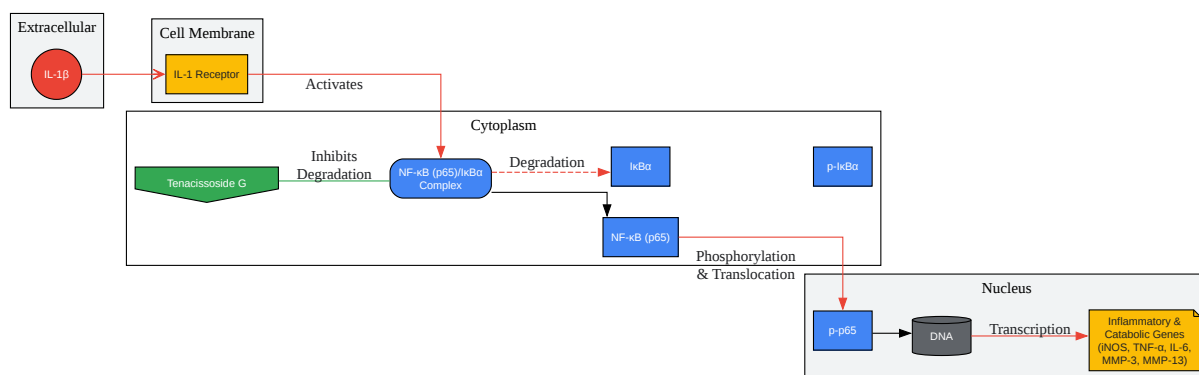 Extracellular
IL-1β
Cell Membrane
IL-1 Receptor
Activates
Cytoplasm
Tenacissoside G
Inhibits
Degradation
NF-κB (p65)/IκBα
Complex
Degradation
IκBα
p-IκBα
NF-κB (p65)
Phosphorylation
& Translocation
Nucleus
p-p65
DNA
Transcription
Inflammatory &
Catabolic Genes
(iNOS, TNF-α, IL-6,
MMP-3, MMP-13)